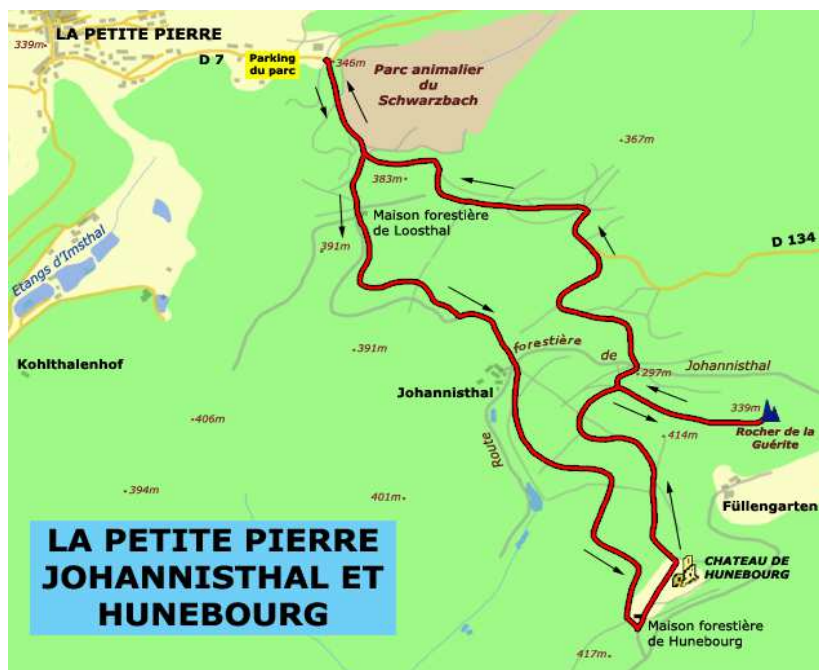 339m
LA PETITE PIERRE
D 7
Parking
du parc
346m
Parc animalier
du
Schwarzbach
367m
383m
Maison forestière
de Loosthal
391m
D 134
Etangs d'Imsthal
391m
forestière
de
Johannisthal
Kohlthalenhof
Johannisthal
297m
339m
Rocher de la
Guérite
406m
414m
Route
394m
401m
Füllengarten
LA PETITE PIERRE
JOHANNISTHAL ET
HUNEBOURG
CHATEAU DE
HUNEBOURG
Maison forestière
de Hunebourg
417m